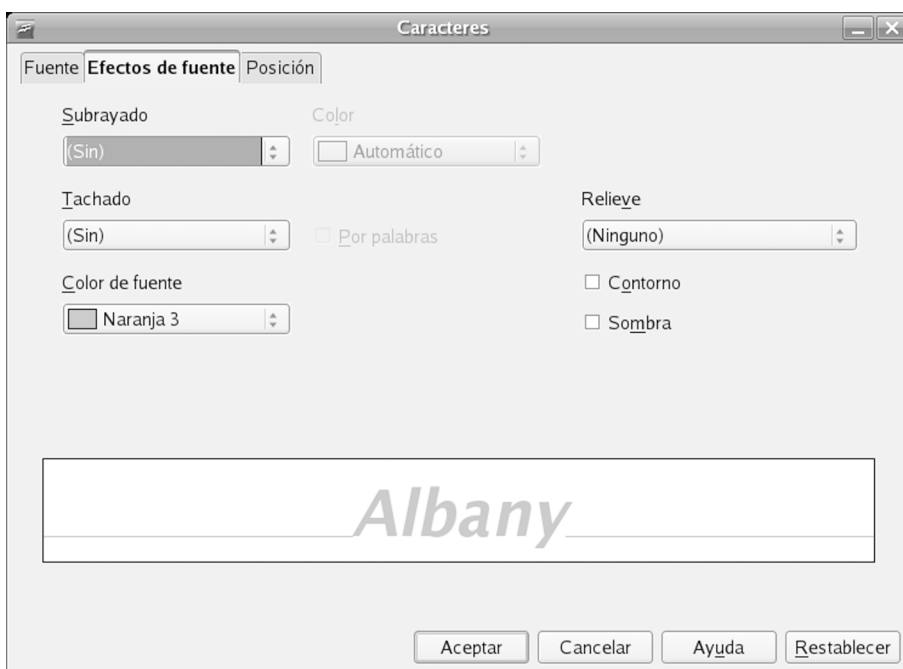 Caracteres
Fuente Efectos de fuente Posición
Subrayado Color
(Sin) Automático
Tachado Relieve
(Sin) Por palabras (Ninguno)
Color de fuente Contorno
Naranja 3 Sombra
Albany
Aceptar Cancelar Ayuda Restablecer